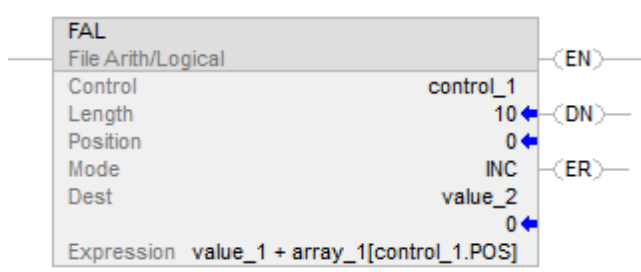 FAL
File Arith/Logical
(EN)
Control control_1
Length 10
(DN)
Position 0
Mode INC
(ER)
Dest value_2
0
Expression value_1 + array_1[control_1.POS]